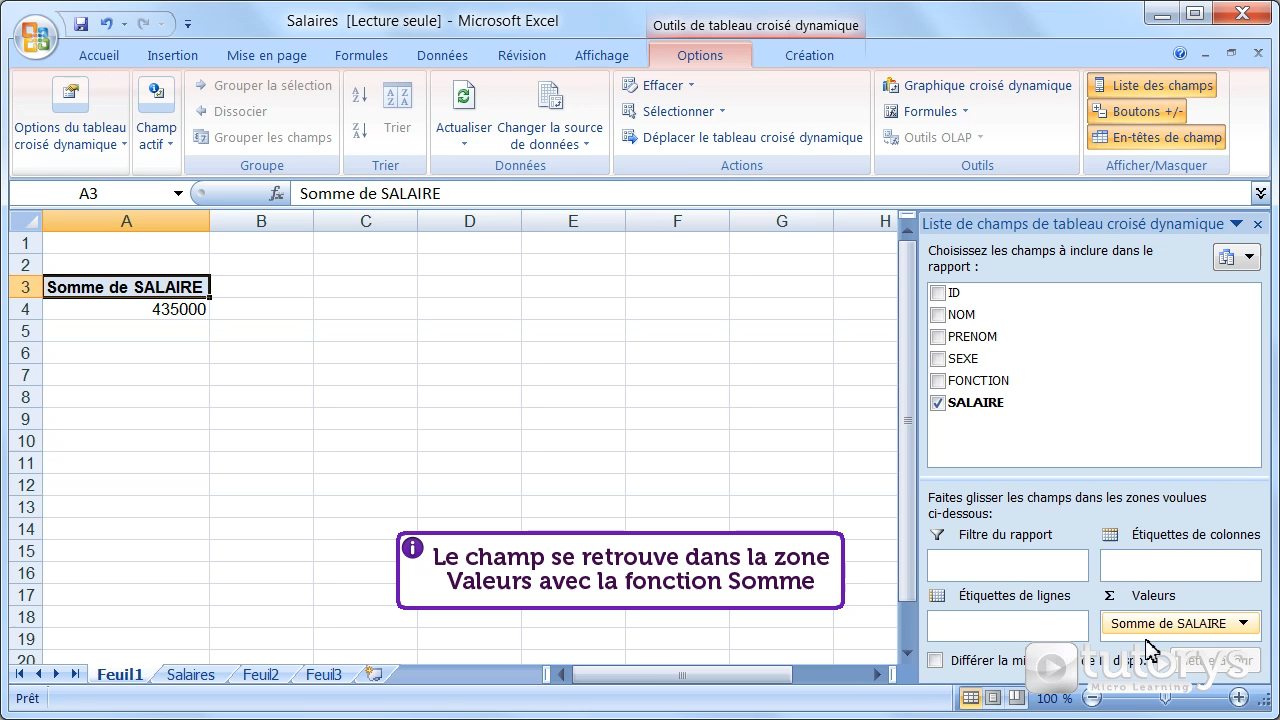 Salaires [Lecture seule] - Microsoft Excel
Outils de tableau croisé dynamique
Accueil Insertion Mise en page Formules Données Révision Affichage Options Création
Options du tableau croisé dynamique
Champ actif
Grouper la sélection
Dissocier
Grouper les champs
Groupe
Trier
Trier
Actualiser
Changer la source de données
Données
Effacer
Sélectionner
Déplacer le tableau croisé dynamique
Actions
Graphique croisé dynamique
Formules
Outils OLAP
Outils
Liste des champs
Boutons +/-
En-têtes de champ
Afficher/Masquer
A3 fx Somme de SALAIRE
A B C D E F G H
1
2
3 Somme de SALAIRE
4 435000
5
6
7
8
9
10
11
12
13
14
15
16
17
18
19
20
Le champ se retrouve dans la zone
Valeurs avec la fonction Somme
Liste de champs de tableau croisé dynamique
Choisissez les champs à inclure dans le
rapport :
ID
NOM
PRENOM
SEXE
FONCTION
SALAIRE
Faites glisser les champs dans les zones voulues
ci-dessous:
Filtre du rapport Étiquettes de colonnes
Étiquettes de lignes Σ Valeurs
Somme de SALAIRE
Différer la mi
tutorys
Micro Learning
Feuil1 Salaires Feuil2 Feuil3
Prêt 100 %